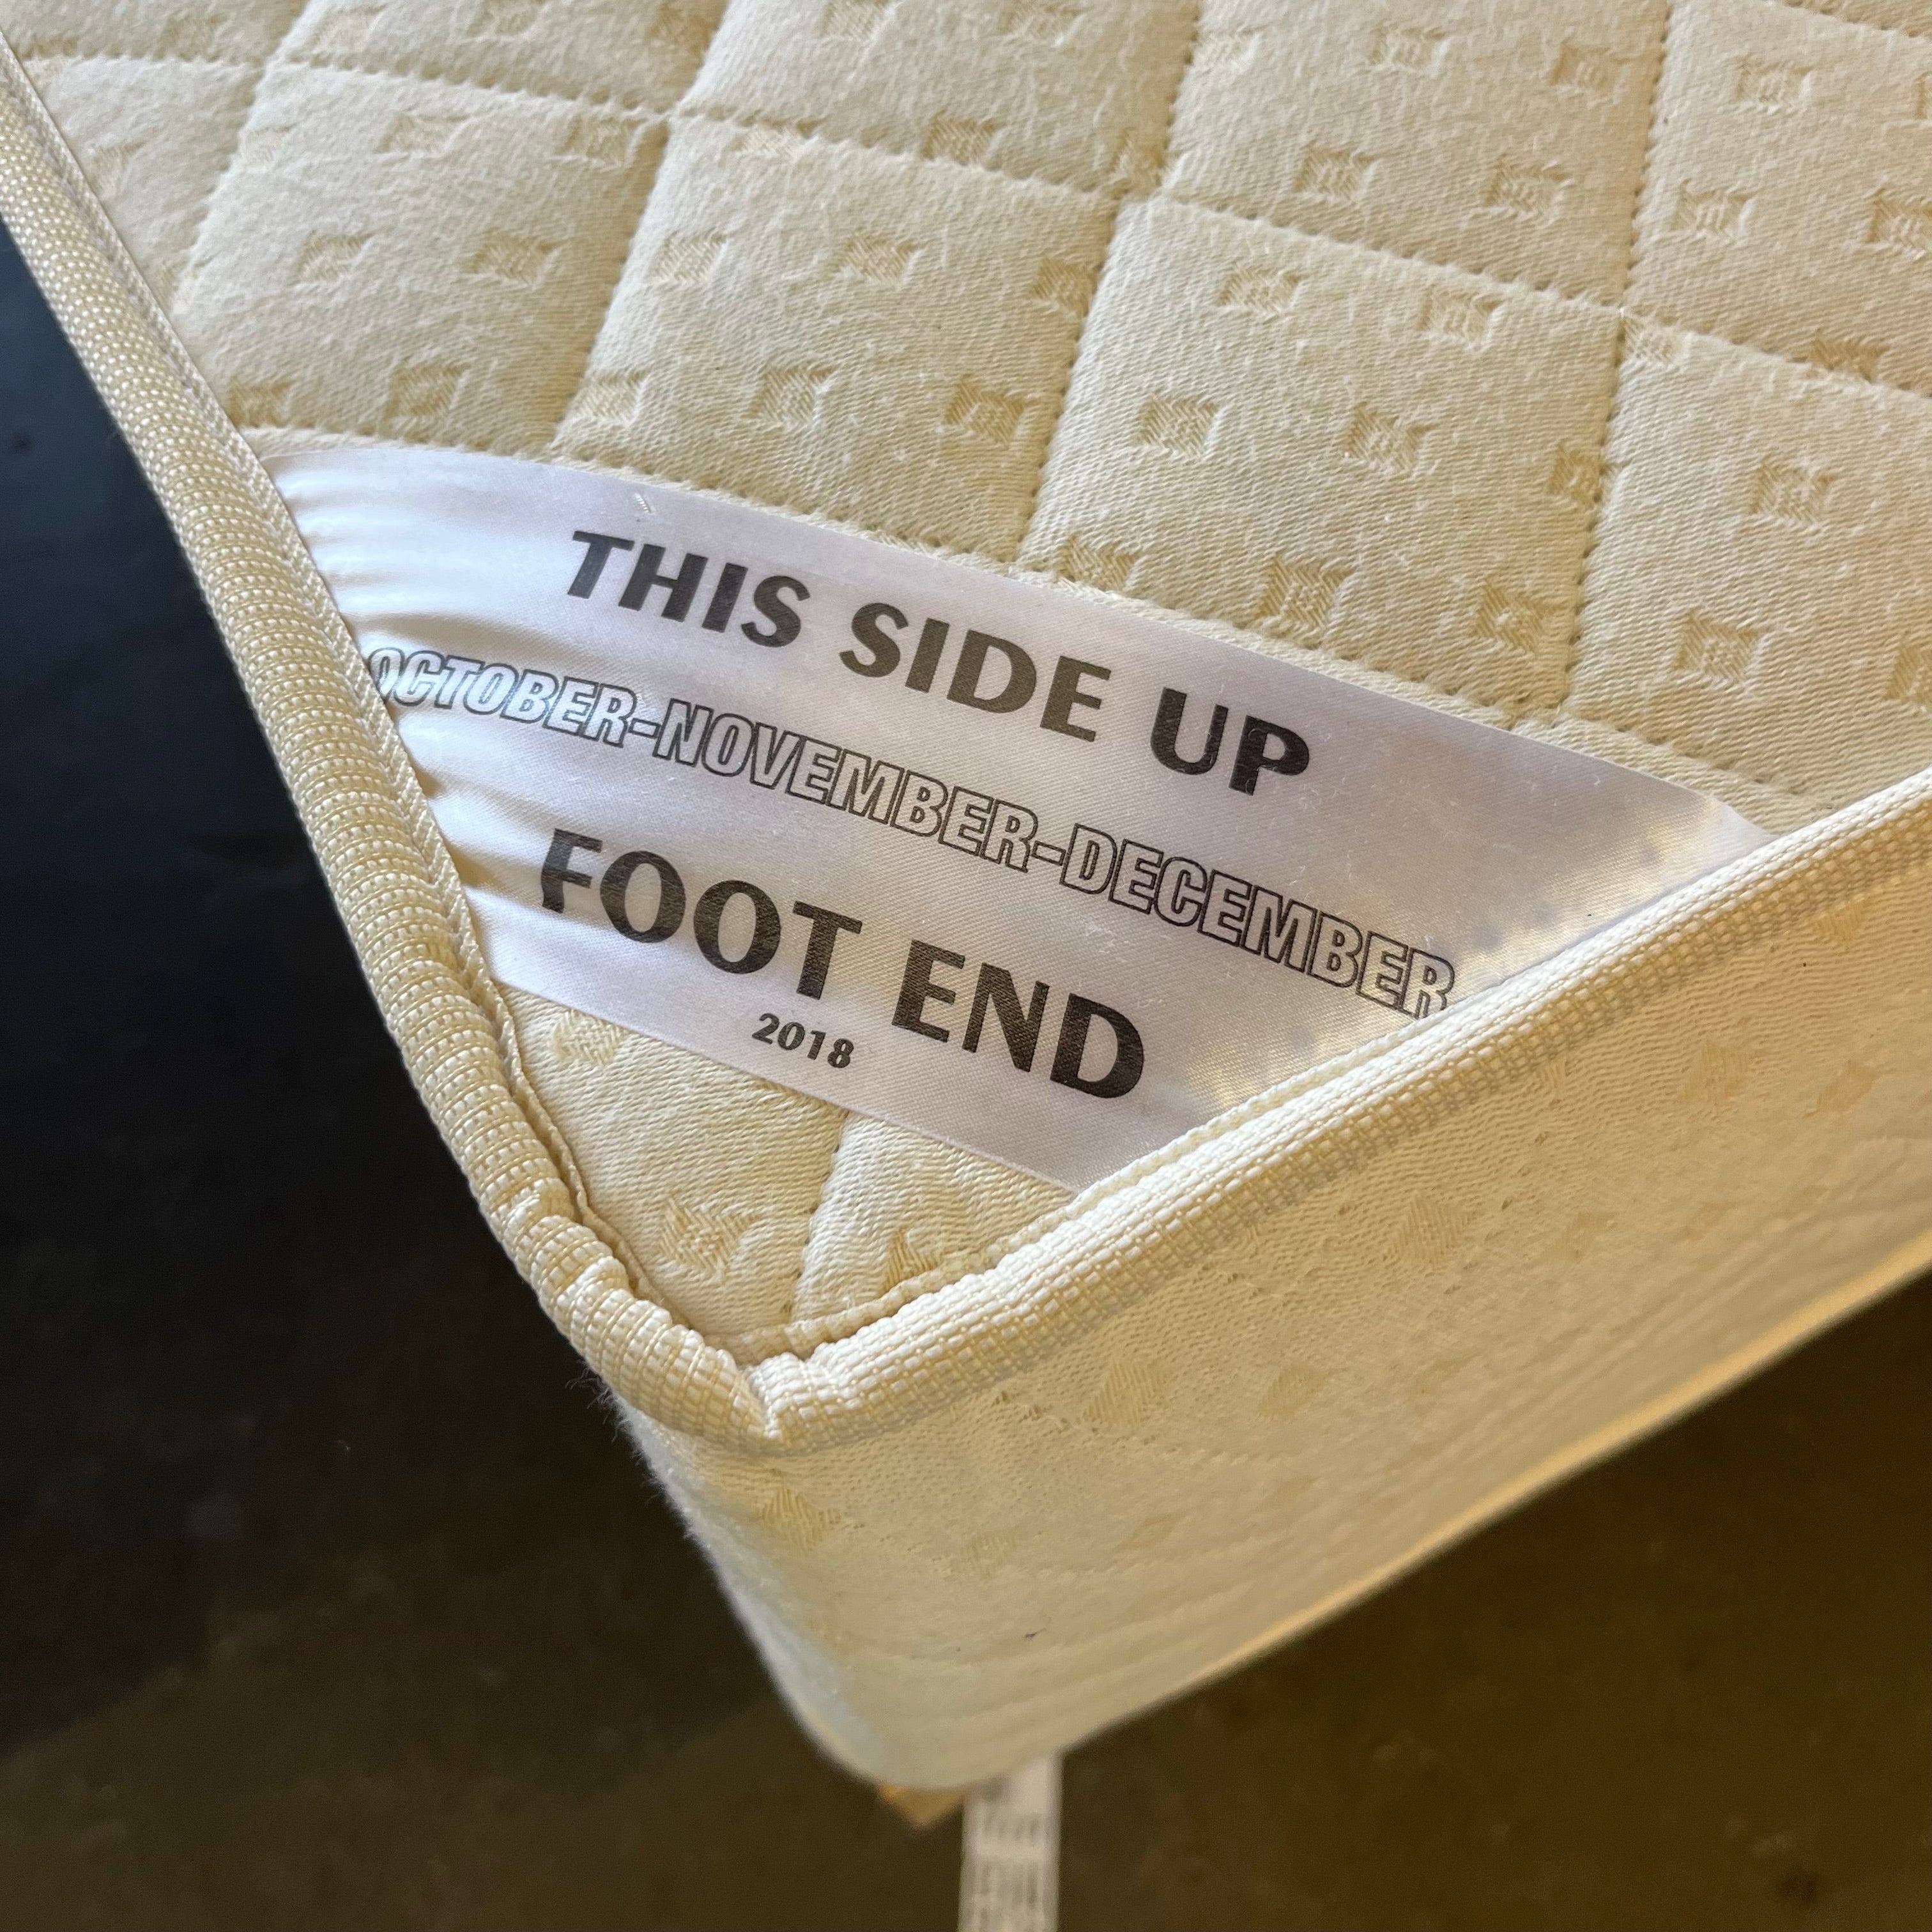 THIS SIDE UP
OCTOBER-NOVEMBER-DECEMBER
FOOT END
2018